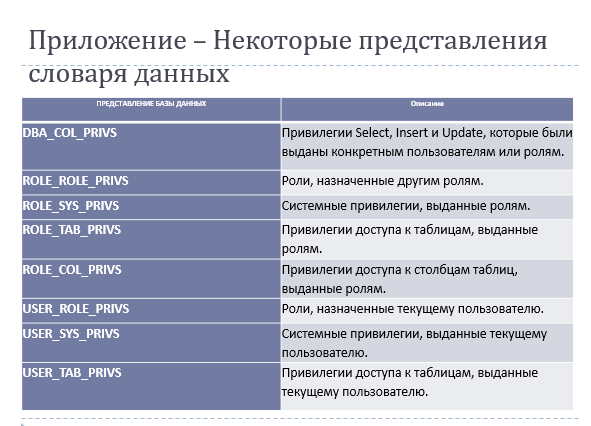 Приложение – Некоторые представления
словаря данных
ПРЕДСТАВЛЕНИЕ БАЗЫ ДАННЫХ
Описание
DBA_COL_PRIVS
Привилегии Select, Insert и Update, которые были
выданы конкретным пользователям или ролям.
ROLE_ROLE_PRIVS
Роли, назначенные другим ролям.
ROLE_SYS_PRIVS
Системные привилегии, выданные ролям.
ROLE_TAB_PRIVS
Привилегии доступа к таблицам, выданные
ролям.
ROLE_COL_PRIVS
Привилегии доступа к столбцам таблиц,
выданные ролям.
USER_ROLE_PRIVS
Роли, назначенные текущему пользователю.
USER_SYS_PRIVS
Системные привилегии, выданные текущему
пользователю.
USER_TAB_PRIVS
Привилегии доступа к таблицам, выданные
текущему пользователю.